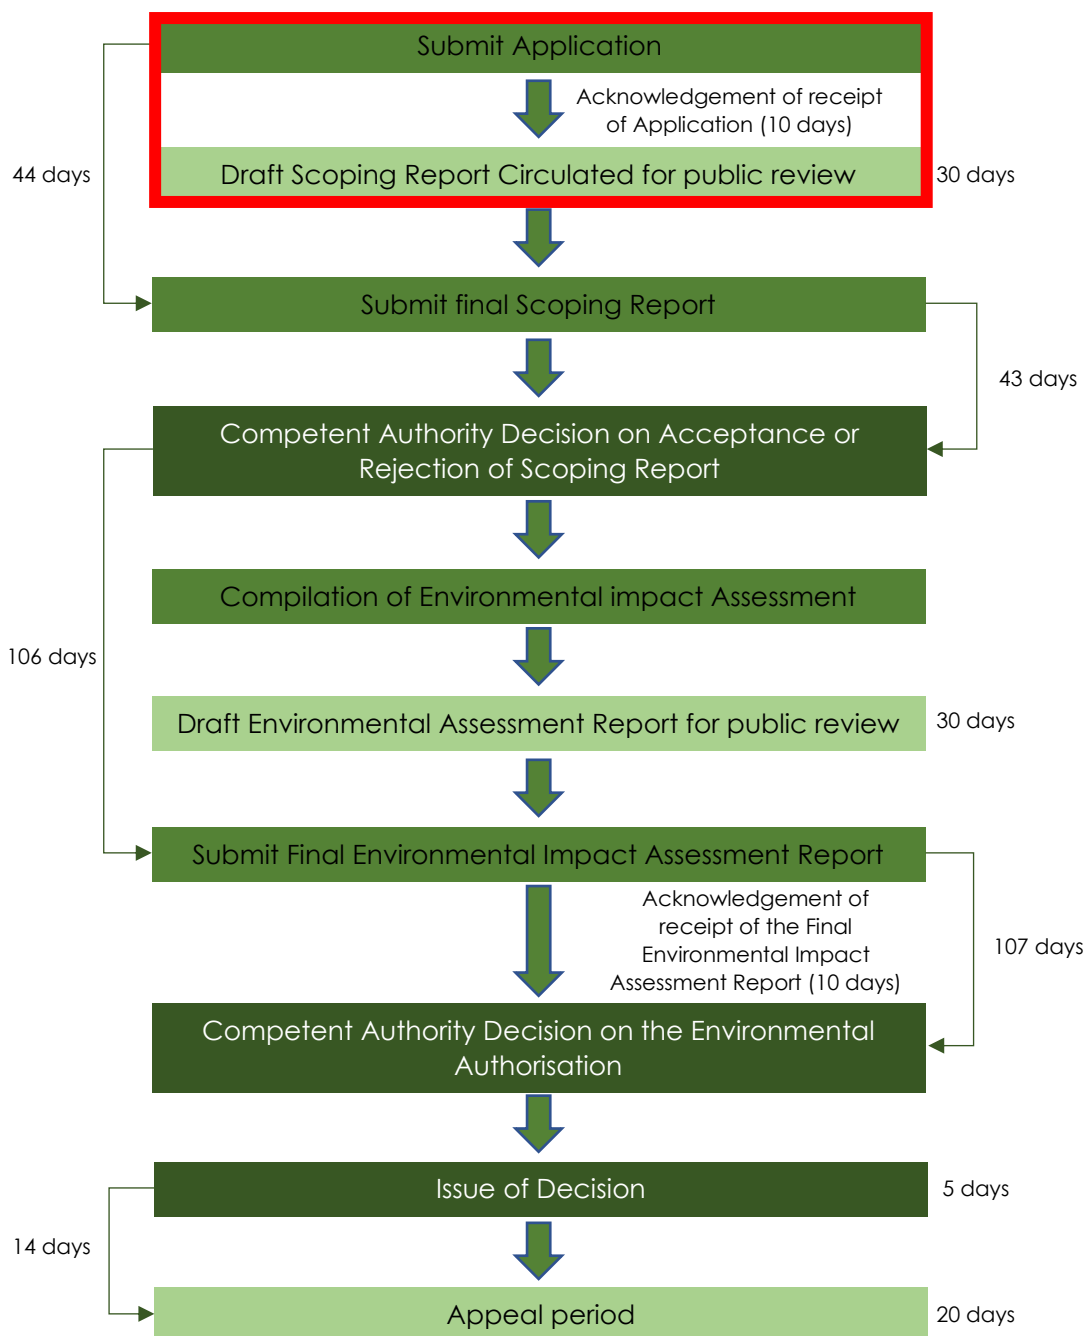 Submit Application
Acknowledgement of receipt
of Application (10 days)
44 days
Draft Scoping Report Circulated for public review
30 days
Submit final Scoping Report
43 days
Competent Authority Decision on Acceptance or
Rejection of Scoping Report
Compilation of Environmental impact Assessment
106 days
Draft Environmental Assessment Report for public review
30 days
Submit Final Environmental Impact Assessment Report
Acknowledgement of
receipt of the Final
Environmental Impact
Assessment Report (10 days)
107 days
Competent Authority Decision on the Environmental
Authorisation
Issue of Decision
5 days
14 days
Appeal period
20 days